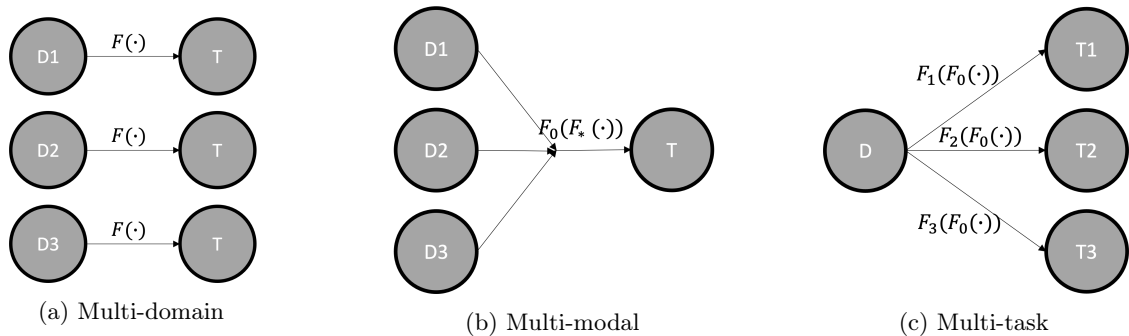 D1
F(·)
T
D2
F(·)
T
D3
F(·)
T
(a) Multi-domain
D1
D2
D3
F₀(F∗ (·))
T
(b) Multi-modal
D
F₁(F₀(·))
T1
F₂(F₀(·))
T2
F₃(F₀(·))
T3
(c) Multi-task